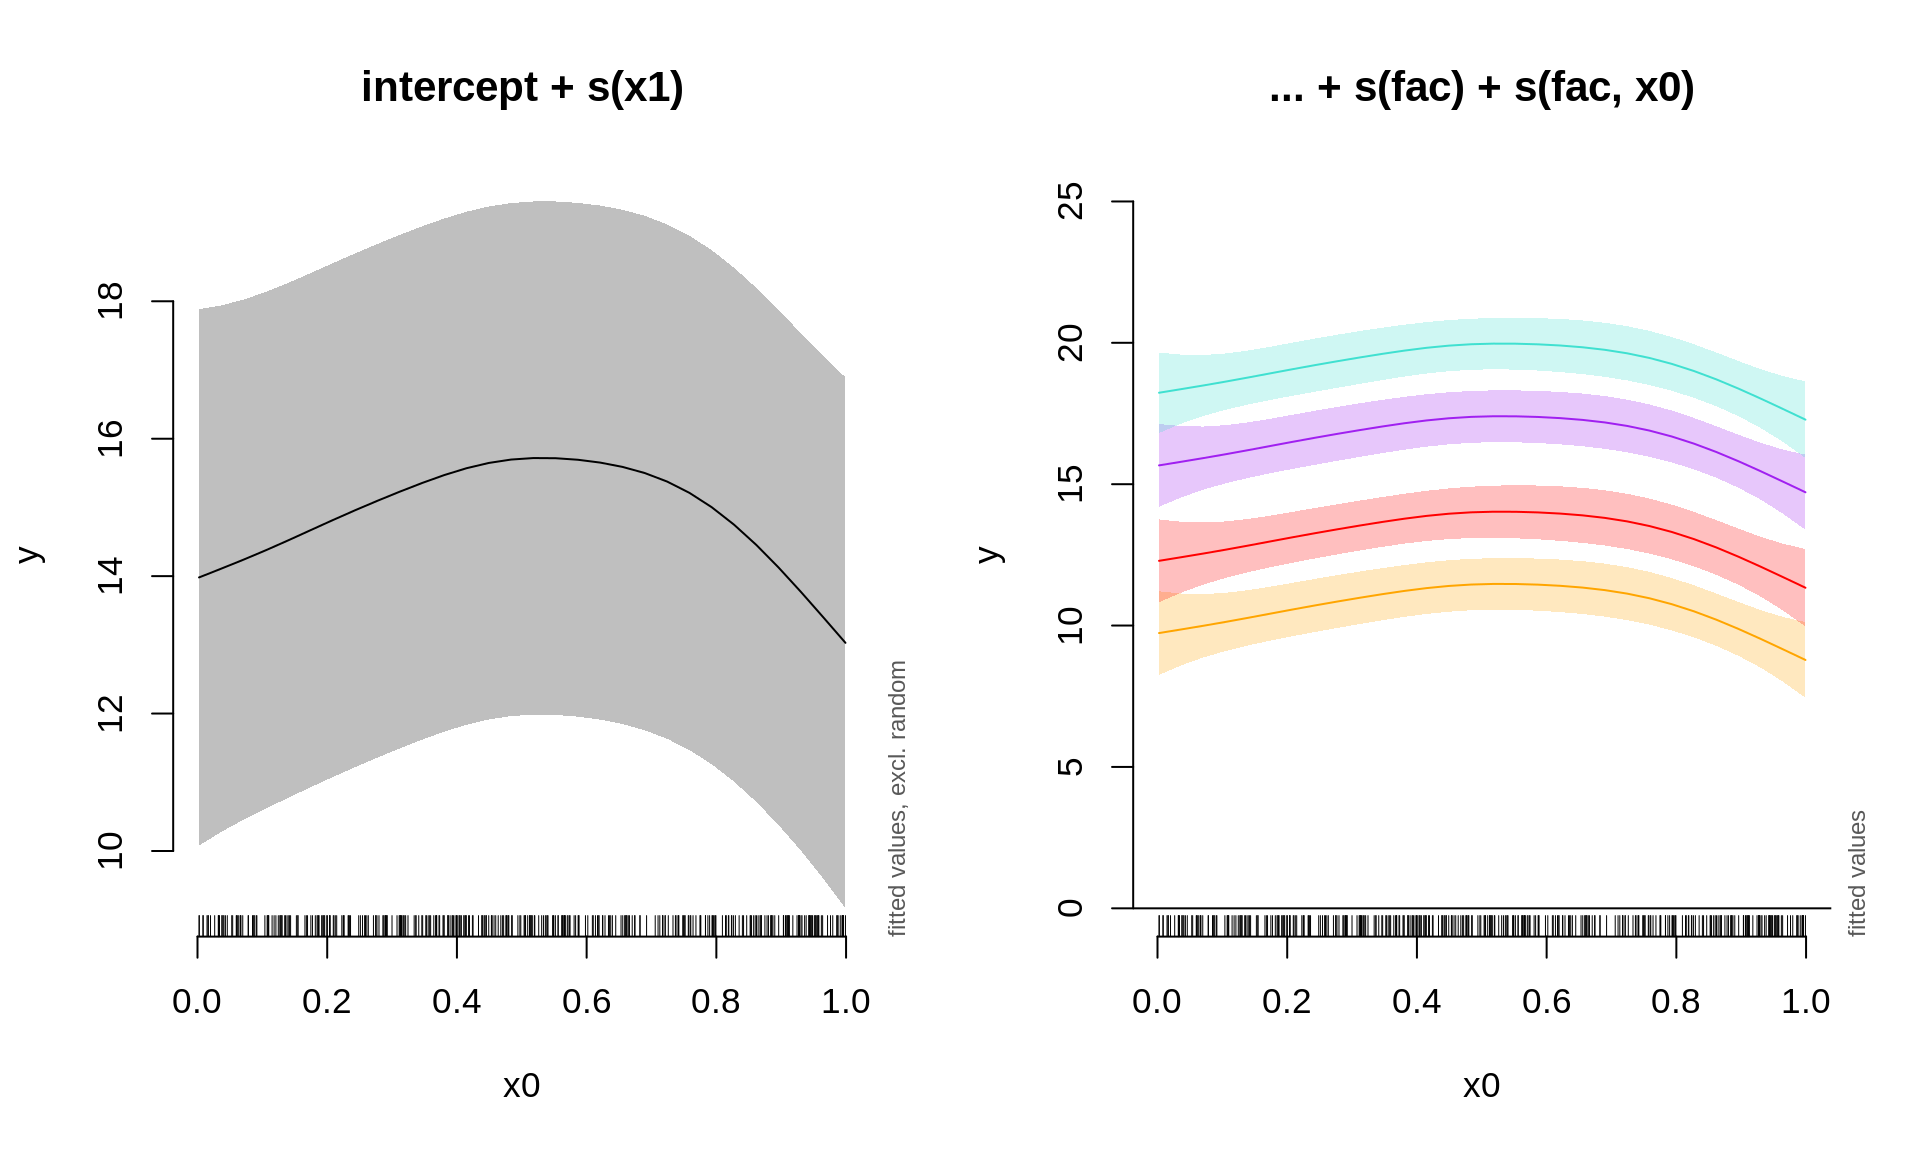 intercept + s(x1)
y
18
16
14
12
10
0.0 0.2 0.4 0.6 0.8 1.0
x0
fitted values, excl. random
... + s(fac) + s(fac, x0)
y
25
20
15
10
5
0
0.0 0.2 0.4 0.6 0.8 1.0
x0
fitted values